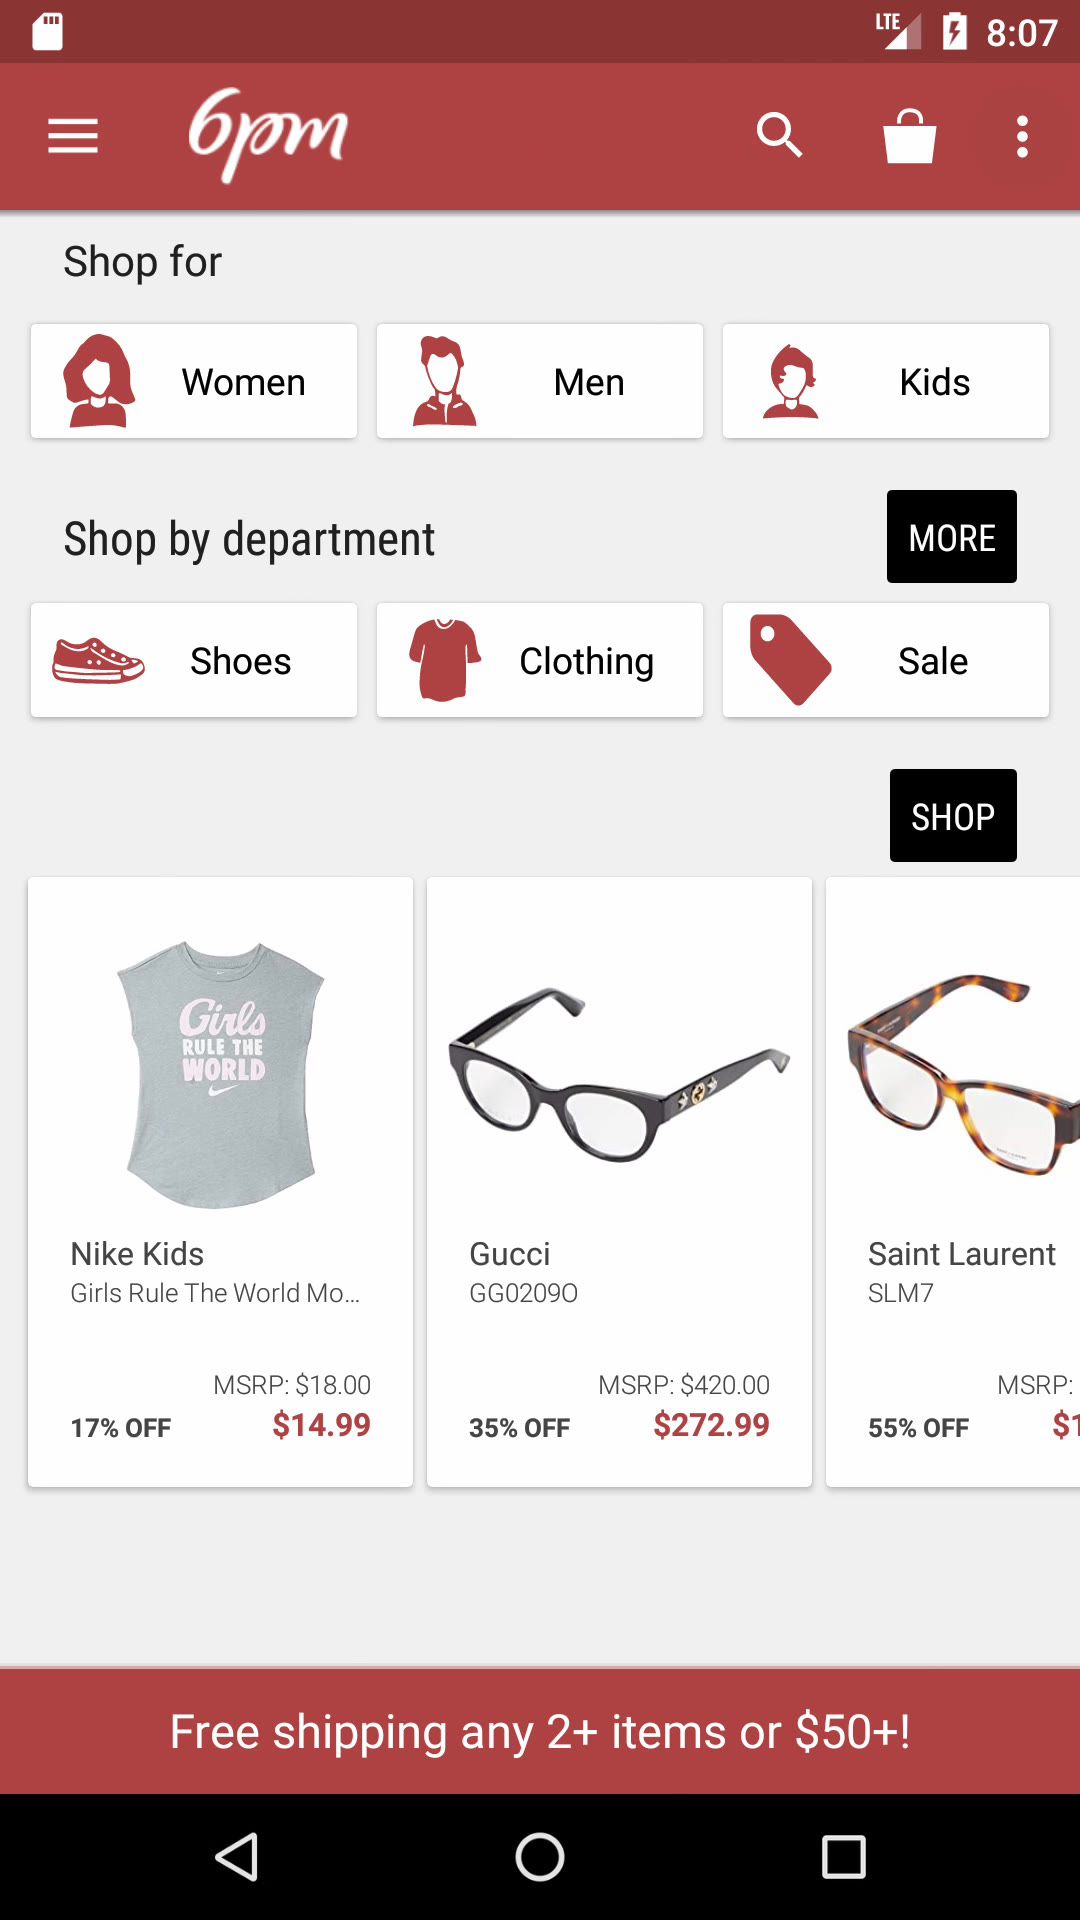 LTE 8:07
6pm
Shop for
Women Men Kids
Shop by department MORE
Shoes Clothing Sale
SHOP
Girls
RULE THE
WORLD
Nike Kids
Girls Rule The World Mo...
MSRP: $18.00
17% OFF $14.99
Gucci
GG0209O
MSRP: $420.00
35% OFF $272.99
Saint Laurent
SLM7
MSRP:
55% OFF $1
Free shipping any 2+ items or $50+!